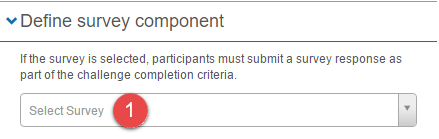 Define survey component
If the survey is selected, participants must submit a survey response as
part of the challenge completion criteria.
Select Survey 1